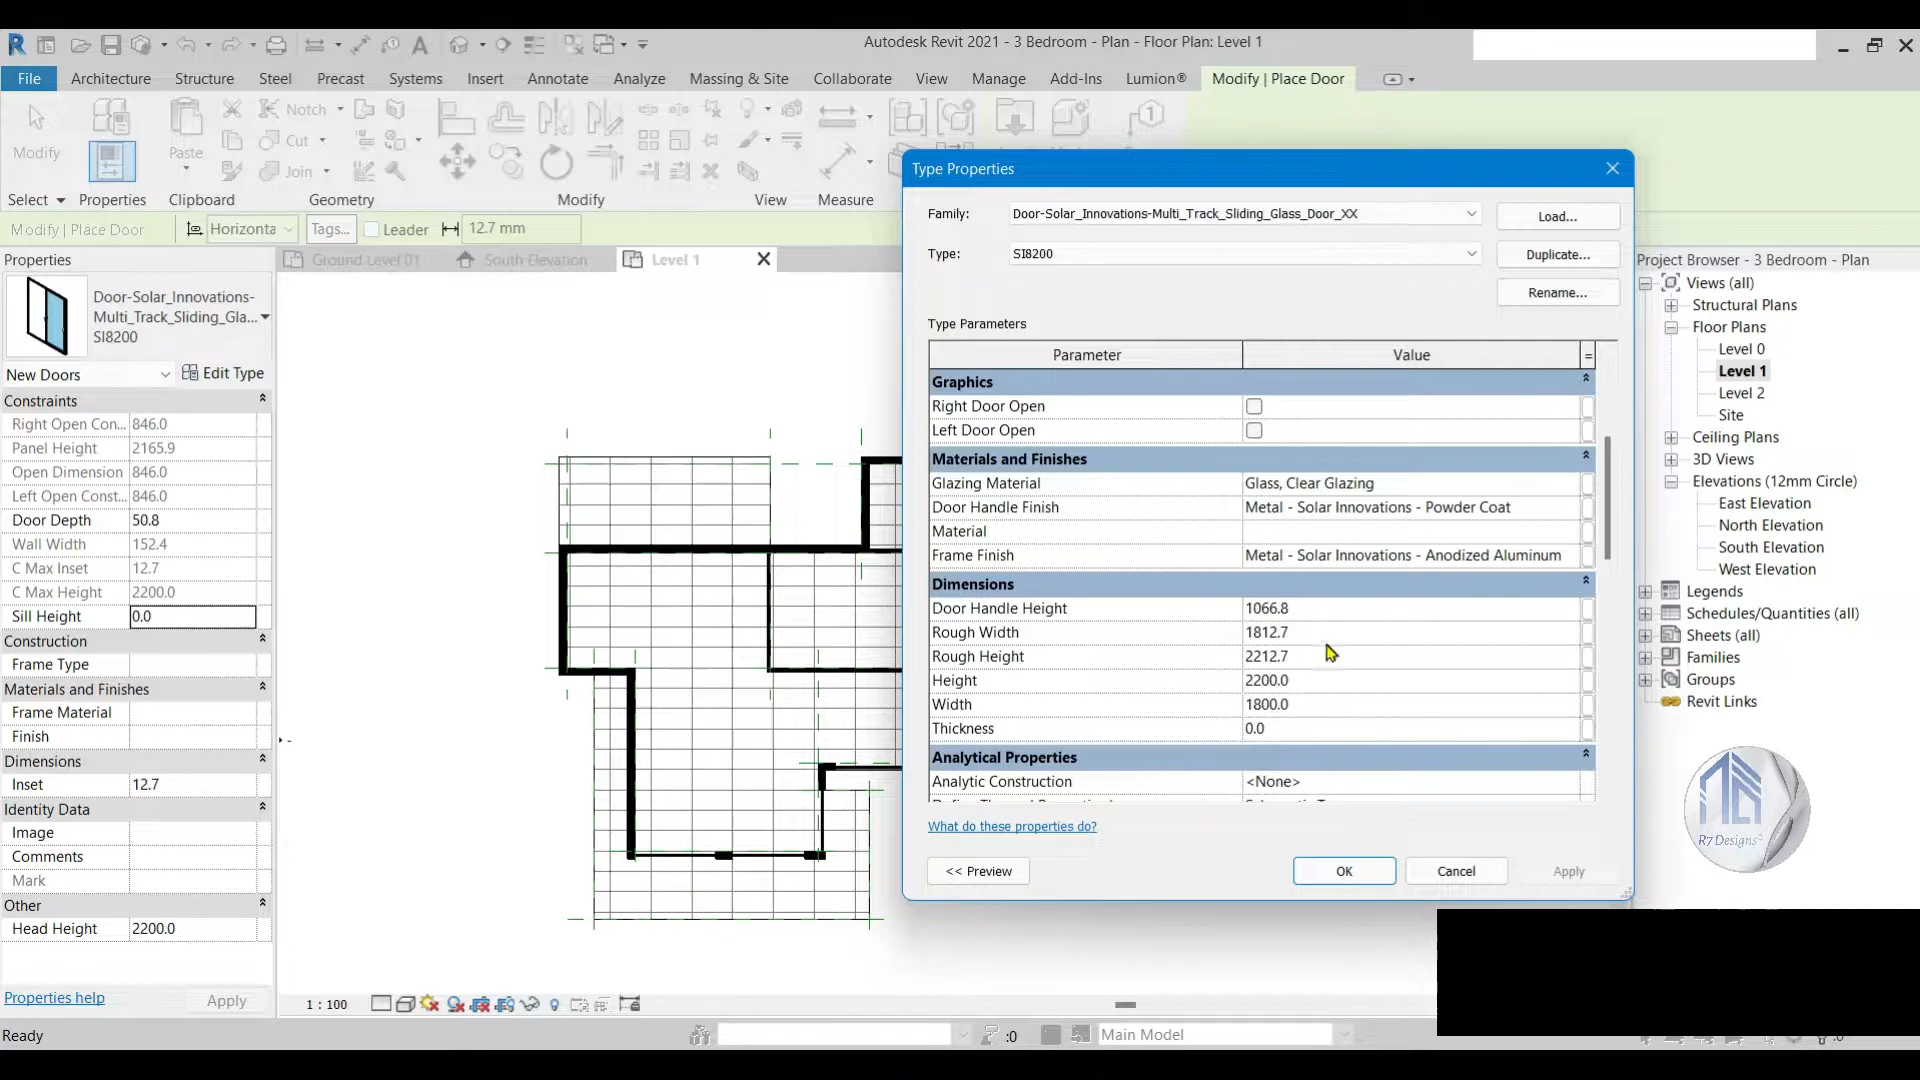 Autodesk Revit 2021 - 3 Bedroom - Plan - Floor Plan: Level 1
File Architecture Structure Steel Precast Systems Insert Annotate Analyze Massing & Site Collaborate View Manage Add-Ins Lumion® Modify | Place Door
Modify Paste Notch Cut Join
Select Properties Clipboard Geometry Modify View Measure
Modify | Place Door Horizonta Tags... Leader 12.7 mm
Properties
Door-Solar_Innovations-
Multi_Track_Sliding_Gla...
SI8200
New Doors Edit Type
Constraints
Right Open Con... 846.0
Panel Height 2165.9
Open Dimension 846.0
Left Open Const... 846.0
Door Depth 50.8
Wall Width 152.4
C Max Inset 12.7
C Max Height 2200.0
Sill Height 0.0
Construction
Frame Type
Materials and Finishes
Frame Material
Finish
Dimensions
Inset 12.7
Identity Data
Image
Comments
Mark
Other
Head Height 2200.0
Properties help Apply
Ready
Ground Level 01 South Elevation Level 1
1 : 100
:0 Main Model
Type Properties
Family: Door-Solar_Innovations-Multi_Track_Sliding_Glass_Door_XX Load...
Type: SI8200 Duplicate...
Rename...
Type Parameters
Parameter Value =
Graphics
Right Door Open
Left Door Open
Materials and Finishes
Glazing Material Glass, Clear Glazing
Door Handle Finish Metal - Solar Innovations - Powder Coat
Material
Frame Finish Metal - Solar Innovations - Anodized Aluminum
Dimensions
Door Handle Height 1066.8
Rough Width 1812.7
Rough Height 2212.7
Height 2200.0
Width 1800.0
Thickness 0.0
Analytical Properties
Analytic Construction <None>
What do these properties do?
<< Preview OK Cancel Apply
Project Browser - 3 Bedroom - Plan
Views (all)
Structural Plans
Floor Plans
Level 0
Level 1
Level 2
Site
Ceiling Plans
3D Views
Elevations (12mm Circle)
East Elevation
North Elevation
South Elevation
West Elevation
Legends
Schedules/Quantities (all)
Sheets (all)
Families
Groups
Revit Links
R7 Designs